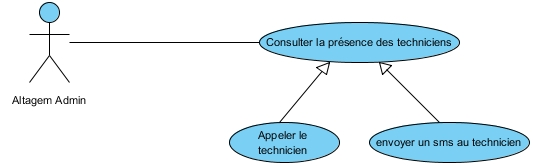 Consulter la présence des techniciens
Altagem Admin
Appeler le
technicien
envoyer un sms au technicien